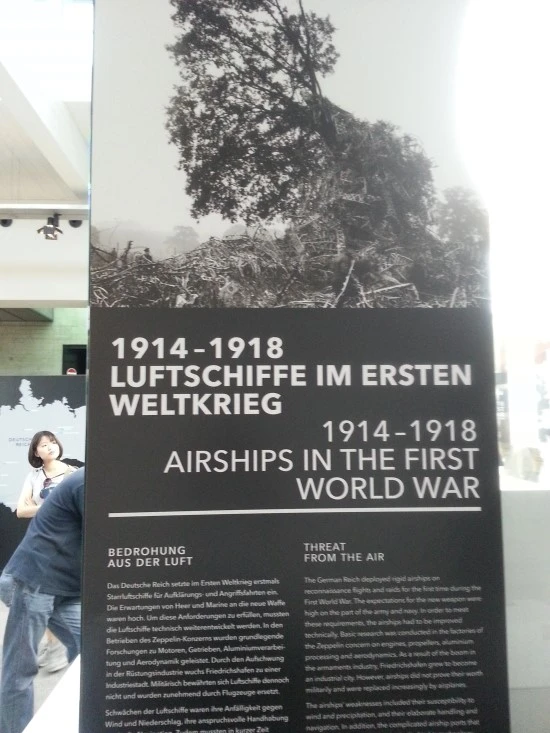 1914–1918
LUFTSCHIFFE IM ERSTEN
WELTKRIEG
1914–1918
AIRSHIPS IN THE FIRST
WORLD WAR
BEDROHUNG
AUS DER LUFT
Das Deutsche Reich setzte im Ersten Weltkrieg erstmals
Starrluftschiffe für Aufklärungs- und Angriffsfahrten ein.
Die Erwartungen von Heer und Marine an die neue Waffe
waren hoch. Um diese Anforderungen zu erfüllen, mussten
die Luftschiffe technisch weiterentwickelt werden. In den
Betrieben des Zeppelin-Konzerns wurden grundlegende
Forschungen zu Motoren, Getrieben, Aluminiumverarbei-
tung und Aerodynamik geleistet. Durch den Aufschwung
in der Rüstungsindustrie wuchs Friedrichshafen zu einer
Industriestadt. Militärisch bewährten sich Luftschiffe dennoch
nicht und wurden zunehmend durch Flugzeuge ersetzt.
Schwächen der Luftschiffe waren ihre Anfälligkeit gegen
Wind und Niederschlag, ihre anspruchsvolle Handhabung
Zudem mussten in kurzer Zeit
THREAT
FROM THE AIR
The German Reich deployed rigid airships on
reconnaissance flights and raids for the first time during the
First World War. The expectations for the new weapon were
high on the part of the army and navy. In order to meet
these requirements, the airships had to be improved
technically. Basic research was conducted in the factories of
the Zeppelin concern on engines, propellers, aluminium
processing and aerodynamics. As a result of the boom in
the armaments industry, Friedrichshafen grew to become
an industrial city. However, airships did not prove their worth
militarily and were replaced increasingly by airplanes.
The airships' weaknesses included their susceptibility to
wind and precipitation, and their elaborate handling and
navigation. In addition, the complicated airship ports that